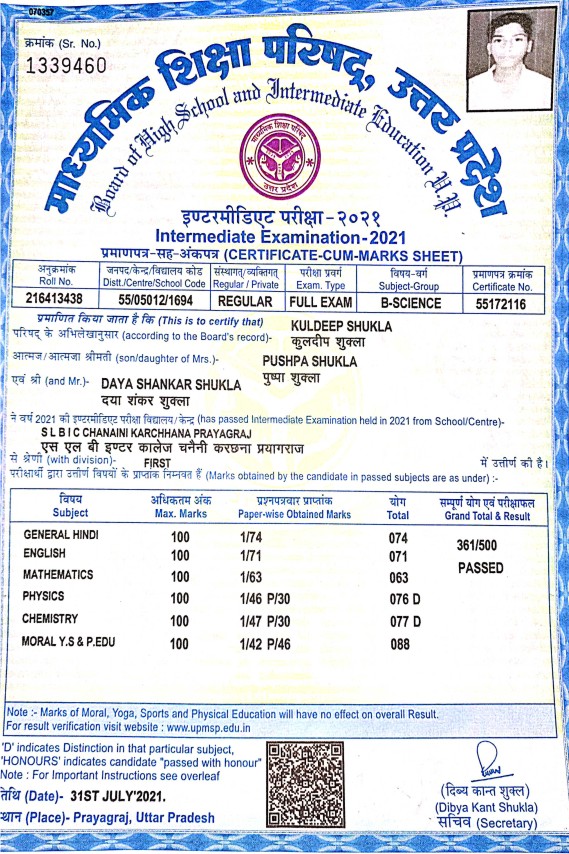 070357
क्रमांक (Sr. No.)
1339460
माध्यमिक शिक्षा परिषद्, उत्तर प्रदेश
Board of High School and Intermediate Education U.P.
माध्यमिक शिक्षा परिषद्
उत्तर प्रदेश
इण्टरमीडिएट परीक्षा-२०२१
Intermediate Examination-2021
प्रमाणपत्र-सह-अंकपत्र (CERTIFICATE-CUM-MARKS SHEET)
अनुक्रमांक जनपद/केन्द्र/विद्यालय कोड संस्थागत/व्यक्तिगत परीक्षा प्रवर्ग विषय-वर्ग प्रमाणपत्र क्रमांक
Roll No. Distt./Centre/School Code Regular / Private Exam. Type Subject-Group Certificate No.
216413438 55/05012/1694 REGULAR FULL EXAM B-SCIENCE 55172116
प्रमाणित किया जाता है कि (This is to certify that) KULDEEP SHUKLA
परिषद् के अभिलेखानुसार (according to the Board's record)- कुलदीप शुक्ला
आत्मज/आत्मजा श्रीमती (son/daughter of Mrs.)- PUSHPA SHUKLA
पुष्पा शुक्ला
एवं श्री (and Mr.)- DAYA SHANKAR SHUKLA
दया शंकर शुक्ला
ने वर्ष 2021 की इण्टरमीडिएट परीक्षा विद्यालय/केन्द्र (has passed Intermediate Examination held in 2021 from School/Centre)-
S L B I C CHANAINI KARCHHANA PRAYAGRAJ
एस एल बी इण्टर कालेज चनैनी करछना प्रयागराज
से श्रेणी (with division)- FIRST में उत्तीर्ण की है।
परीक्षार्थी द्वारा उत्तीर्ण विषयों के प्राप्तांक निम्नवत हैं (Marks obtained by the candidate in passed subjects are as under) :-
विषय अधिकतम अंक प्रश्नपत्रवार प्राप्तांक योग सम्पूर्ण योग एवं परीक्षाफल
Subject Max. Marks Paper-wise Obtained Marks Total Grand Total & Result
GENERAL HINDI 100 1/74 074 361/500
ENGLISH 100 1/71 071 PASSED
MATHEMATICS 100 1/63 063
PHYSICS 100 1/46 P/30 076 D
CHEMISTRY 100 1/47 P/30 077 D
MORAL Y.S & P.EDU 100 1/42 P/46 088
Note :- Marks of Moral, Yoga, Sports and Physical Education will have no effect on overall Result.
For result verification visit website : www.upmsp.edu.in
'D' indicates Distinction in that particular subject,
'HONOURS' indicates candidate "passed with honour"
Note : For Important Instructions see overleaf
तिथि (Date)- 31ST JULY'2021.
स्थान (Place)- Prayagraj, Uttar Pradesh
(दिव्य कान्त शुक्ल)
(Dibya Kant Shukla)
सचिव (Secretary)